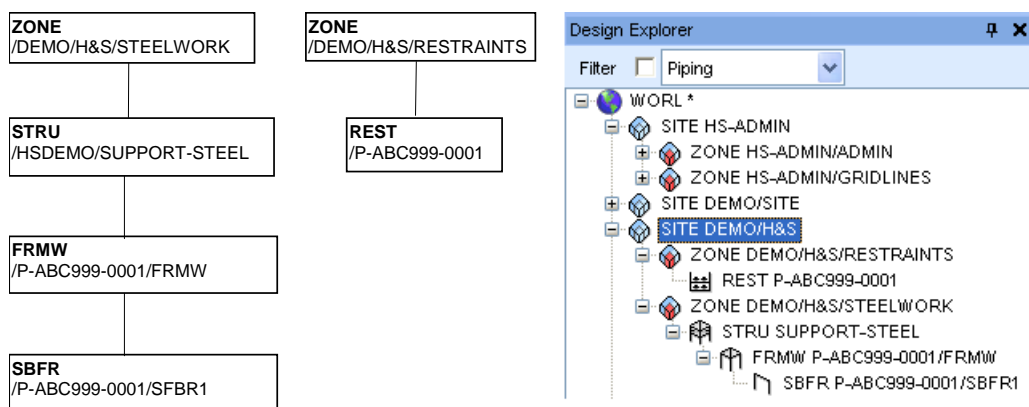 ZONE
/DEMO/H&S/STEELWORK
STRU
/HSDEMO/SUPPORT-STEEL
FRMW
/P-ABC999-0001/FRMW
SBFR
/P-ABC999-0001/SFBR1
ZONE
/DEMO/H&S/RESTRAINTS
REST
/P-ABC999-0001
Design Explorer
Filter Piping
WORL *
SITE HS-ADMIN
ZONE HS-ADMIN/ADMIN
ZONE HS-ADMIN/GRIDLINES
SITE DEMO/SITE
SITE DEMO/H&S
ZONE DEMO/H&S/RESTRAINTS
REST P-ABC999-0001
ZONE DEMO/H&S/STEELWORK
STRU SUPPORT-STEEL
FRMW P-ABC999-0001/FRMW
SBFR P-ABC999-0001/SBFR1